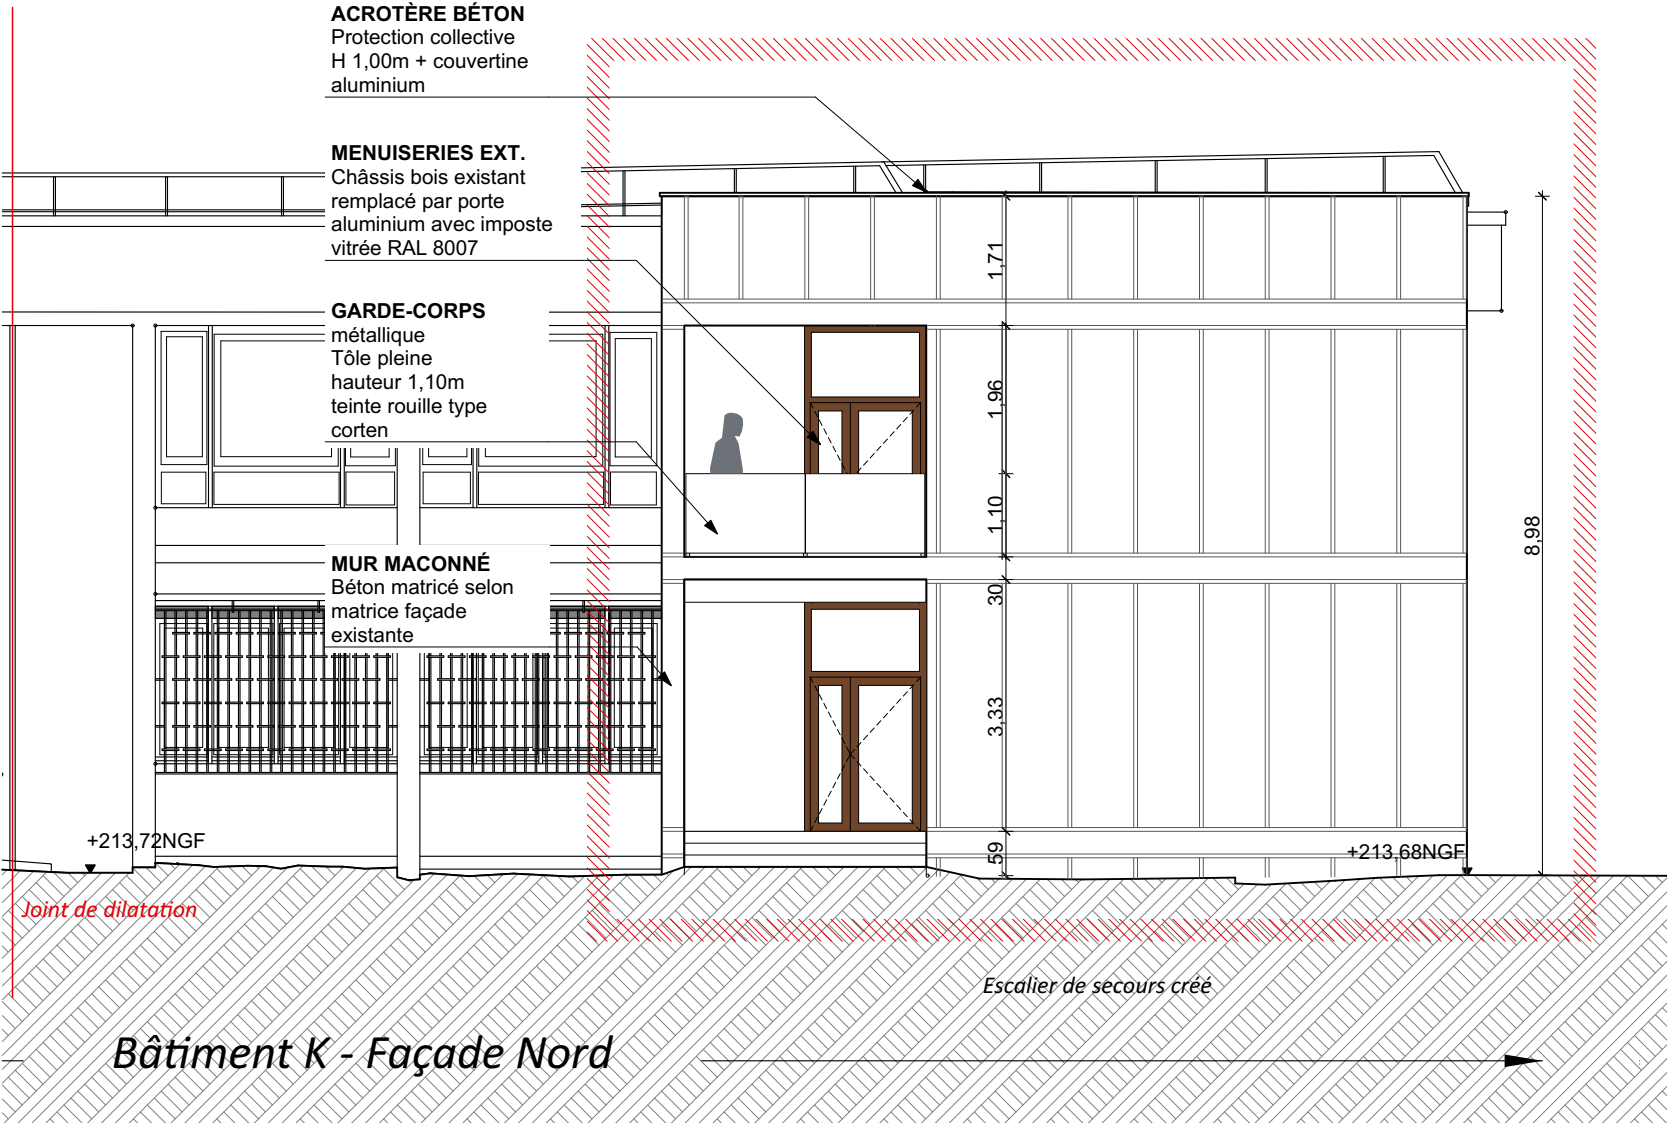 ACROTÈRE BÉTON
Protection collective
H 1,00m + couvertine
aluminium
MENUISERIES EXT.
Châssis bois existant
remplacé par porte
aluminium avec imposte
vitrée RAL 8007
GARDE-CORPS
métallique
Tôle pleine
hauteur 1,10m
teinte rouille type
corten
MUR MACONNÉ
Béton matricé selon
matrice façade
existante
1,71
1,96
1,10
30
3,33
59
8,98
+213,72NGF
+213,68NGF
Joint de dilatation
Escalier de secours créé
Bâtiment K - Façade Nord